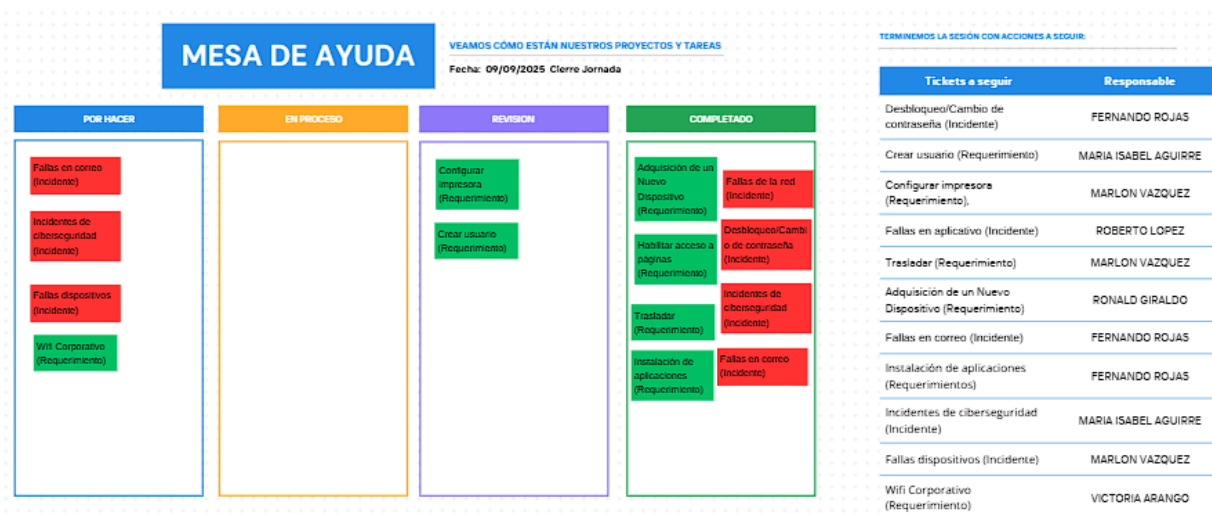 MESA DE AYUDA
VEAMOS CÓMO ESTÁN NUESTROS PROYECTOS Y TAREAS
Fecha: 09/09/2025 Cierre Jornada
POR HACER
Fallas en correo
(Incidente)
Incidentes de
ciberseguridad
(Incidente)
Fallas dispositivos
(Incidente)
Wifi Corporativo
(Requerimiento)
EN PROCESO
REVISION
Configurar
impresora
(Requerimiento)
Crear usuario
(Requerimiento)
COMPLETADO
Adquisición de un
Nuevo
Dispositivo
(Requerimiento)
Habilitar acceso a
páginas
(Requerimiento)
Trasladar
(Requerimiento)
Instalación de
aplicaciones
(Requerimiento)
Fallas de la red
(Incidente)
Desbloqueo/Cambi
o de contraseña
(Incidente)
Incidentes de
ciberseguridad
(Incidente)
Fallas en correo
(Incidente)
TERMINEMOS LA SESIÓN CON ACCIONES A SEGUIR:
Tickets a seguir Responsable
Desbloqueo/Cambio de
contraseña (Incidente) FERNANDO ROJAS
Crear usuario (Requerimiento) MARIA ISABEL AGUIRRE
Configurar impresora
(Requerimiento), MARLON VAZQUEZ
Fallas en aplicativo (Incidente) ROBERTO LOPEZ
Trasladar (Requerimiento) MARLON VAZQUEZ
Adquisición de un Nuevo
Dispositivo (Requerimiento) RONALD GIRALDO
Fallas en correo (Incidente) FERNANDO ROJAS
Instalación de aplicaciones
(Requerimientos) FERNANDO ROJAS
Incidentes de ciberseguridad
(Incidente) MARIA ISABEL AGUIRRE
Fallas dispositivos (Incidente) MARLON VAZQUEZ
Wifi Corporativo
(Requerimiento) VICTORIA ARANGO